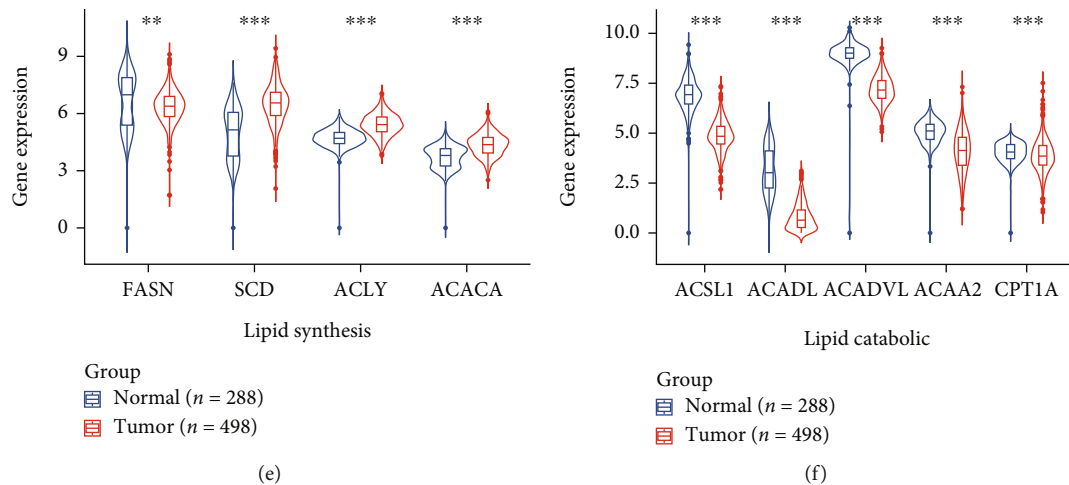 ** *** *** ***
Gene expression
9
6
3
0
FASN SCD ACLY ACACA
Lipid synthesis
Group
Normal (n = 288)
Tumor (n = 498)
(e)
*** *** *** *** ***
Gene expression
10.0
7.5
5.0
2.5
0.0
ACSL1 ACADL ACADVL ACAA2 CPT1A
Lipid catabolic
Group
Normal (n = 288)
Tumor (n = 498)
(f)